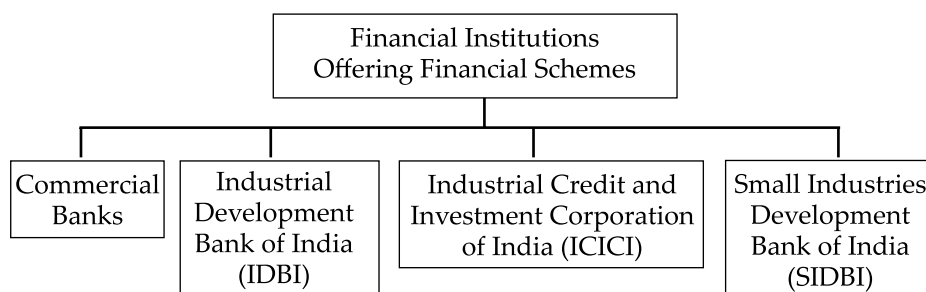 Financial Institutions
Offering Financial Schemes
Commercial
Banks
Industrial
Development
Bank of India
(IDBI)
Industrial Credit and
Investment Corporation
of India (ICICI)
Small Industries
Development
Bank of India
(SIDBI)